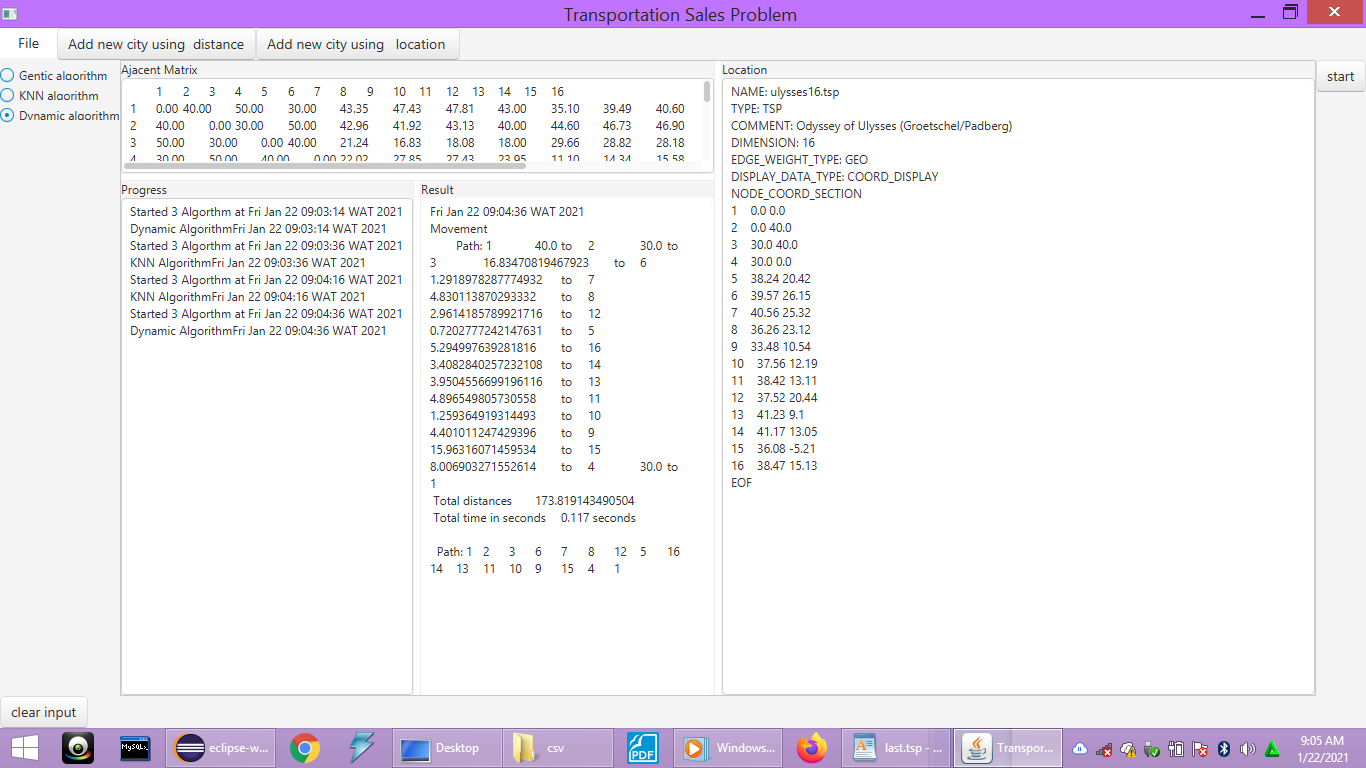 Transportation Sales Problem
File Add new city using distance Add new city using location
Gentic algorithm
KNN algorithm
Dynamic algorithm
Ajacent Matrix
1 2 3 4 5 6 7 8 9 10 11 12 13 14 15 16
1 0.00 40.00 50.00 30.00 43.35 47.43 47.81 43.00 35.10 39.49 40.60
2 40.00 0.00 30.00 50.00 42.96 41.92 43.13 40.00 44.60 46.73 46.90
3 50.00 30.00 0.00 40.00 21.24 16.83 18.08 18.00 29.66 28.82 28.18
4 30.00 50.00 40.00 0.00 22.02 27.85 27.43 23.95 11.10 14.34 15.58
Progress
Started 3 Algorthm at Fri Jan 22 09:03:14 WAT 2021
Dynamic AlgorithmFri Jan 22 09:03:14 WAT 2021
Started 3 Algorthm at Fri Jan 22 09:03:36 WAT 2021
KNN AlgorithmFri Jan 22 09:03:36 WAT 2021
Started 3 Algorthm at Fri Jan 22 09:04:16 WAT 2021
KNN AlgorithmFri Jan 22 09:04:16 WAT 2021
Started 3 Algorthm at Fri Jan 22 09:04:36 WAT 2021
Dynamic AlgorithmFri Jan 22 09:04:36 WAT 2021
Result
Fri Jan 22 09:04:36 WAT 2021
Movement
Path: 1 40.0 to 2 30.0 to
3 16.83470819467923 to 6
1.2918978287774932 to 7
4.830113870293332 to 8
2.9614185789921716 to 12
0.7202777242147631 to 5
5.294997639281816 to 16
3.4082840257232108 to 14
3.9504556699196116 to 13
4.896549805730558 to 11
1.259364919314493 to 10
4.401011247429396 to 9
15.96316071459534 to 15
8.006903271552614 to 4 30.0 to
1
Total distances 173.819143490504
Total time in seconds 0.117 seconds
Path: 1 2 3 6 7 8 12 5 16
14 13 11 10 9 15 4 1
Location
NAME: ulysses16.tsp
TYPE: TSP
COMMENT: Odyssey of Ulysses (Groetschel/Padberg)
DIMENSION: 16
EDGE_WEIGHT_TYPE: GEO
DISPLAY_DATA_TYPE: COORD_DISPLAY
NODE_COORD_SECTION
1 0.0 0.0
2 0.0 40.0
3 30.0 40.0
4 30.0 0.0
5 38.24 20.42
6 39.57 26.15
7 40.56 25.32
8 36.26 23.12
9 33.48 10.54
10 37.56 12.19
11 38.42 13.11
12 37.52 20.44
13 41.23 9.1
14 41.17 13.05
15 36.08 -5.21
16 38.47 15.13
EOF
start
clear input
MySQL
eclipse-w...
Desktop
csv
PDF
Windows...
last.tsp - ...
Transpor...
9:05 AM
1/22/2021